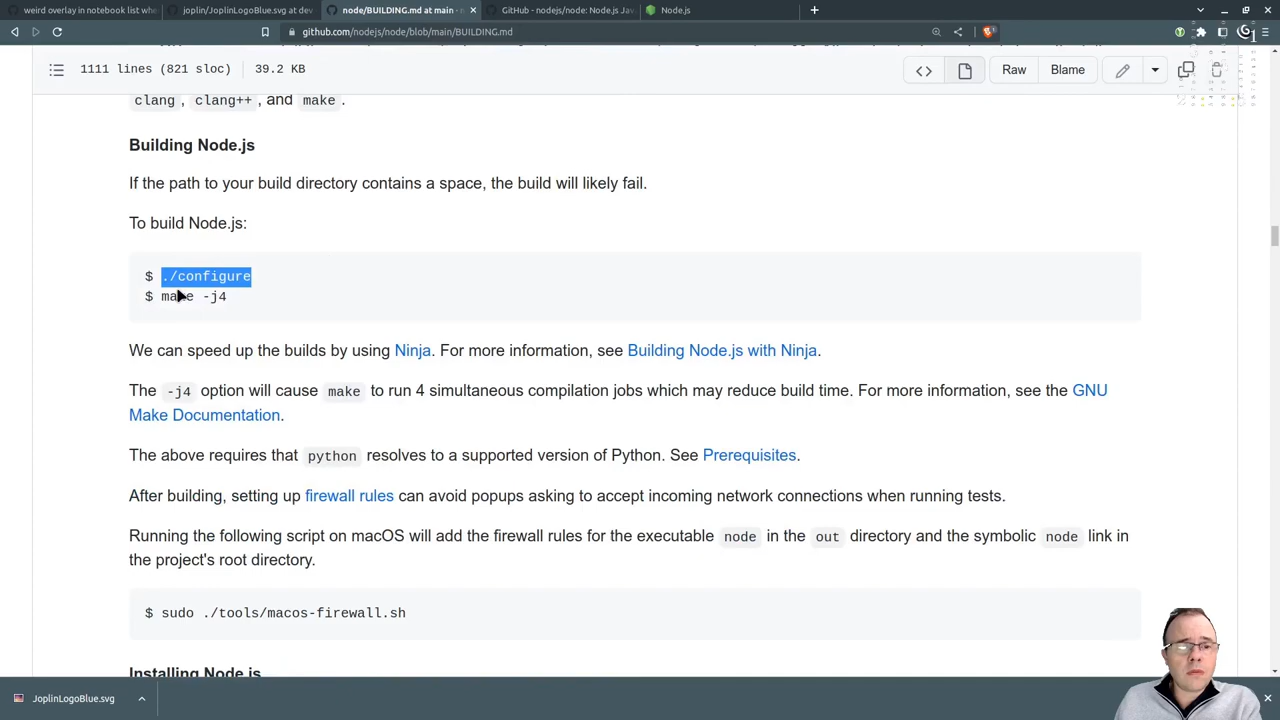 weird overlay in notebook list whe
joplin/JoplinLogoBlue.svg at dev
node/BUILDING.md at main · n
GitHub - nodejs/node: Node.js Jav
Node.js
github.com/nodejs/node/blob/main/BUILDING.md
1111 lines (821 sloc)
39.2 KB
Raw
Blame
clang , clang++ , and make .
Building Node.js
If the path to your build directory contains a space, the build will likely fail.
To build Node.js:
$ ./configure
$ make -j4
We can speed up the builds by using Ninja. For more information, see Building Node.js with Ninja.
The -j4 option will cause make to run 4 simultaneous compilation jobs which may reduce build time. For more information, see the GNU
Make Documentation.
The above requires that python resolves to a supported version of Python. See Prerequisites.
After building, setting up firewall rules can avoid popups asking to accept incoming network connections when running tests.
Running the following script on macOS will add the firewall rules for the executable node in the out directory and the symbolic node link in
the project's root directory.
$ sudo ./tools/macos-firewall.sh
Installing Node.js
JoplinLogoBlue.svg